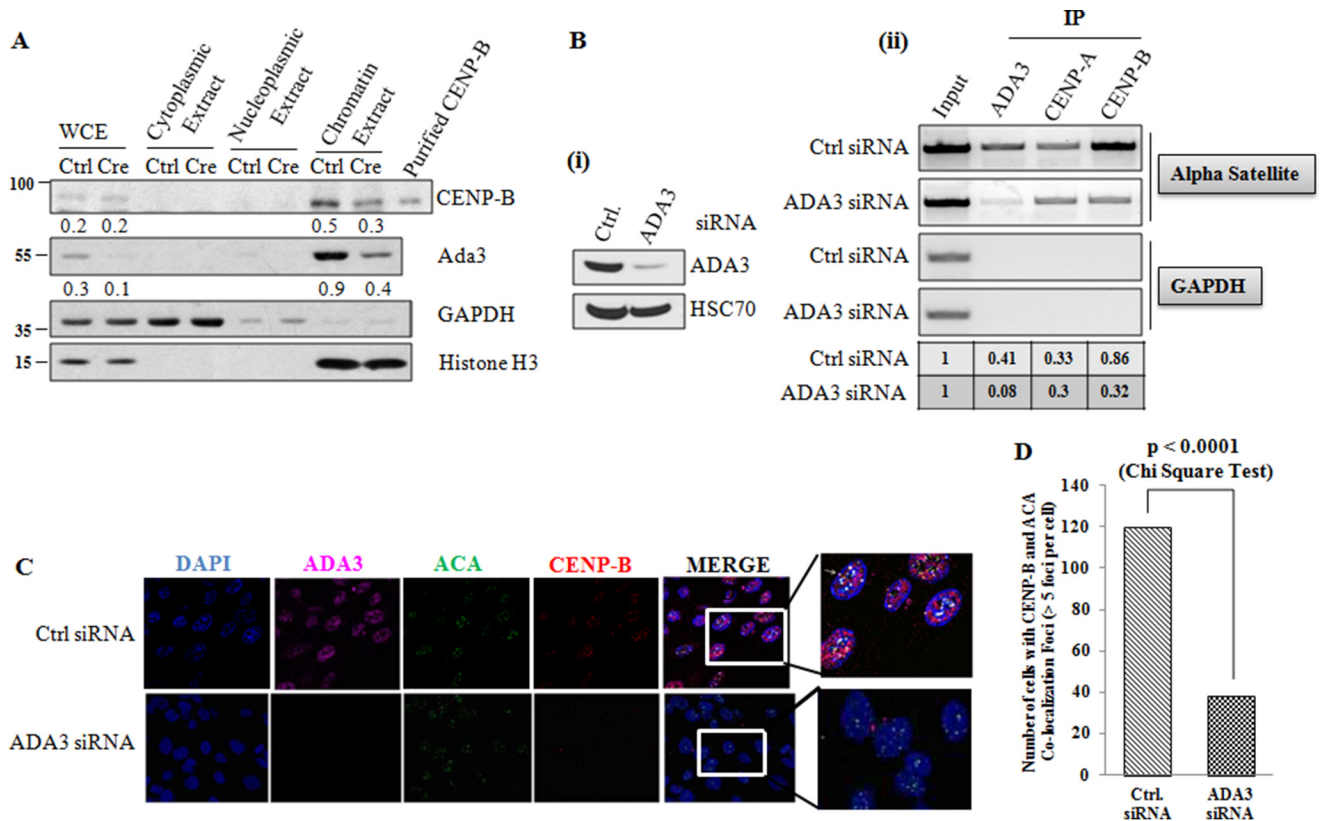 A
WCE
Cytoplasmic
Extract
Nucleoplasmic
Extract
Chromatin
Extract
Purified CENP-B
Ctrl Cre Ctrl Cre Ctrl Cre Ctrl Cre
100
CENP-B
0.2 0.2 0.5 0.3
55
Ada3
0.3 0.1 0.9 0.4
GAPDH
35
15
Histone H3
B
(i)
Ctrl.
ADA3
siRNA
ADA3
HSC70
(ii)
IP
Input
ADA3
CENP-A
CENP-B
Ctrl siRNA
ADA3 siRNA
Alpha Satellite
Ctrl siRNA
ADA3 siRNA
GAPDH
Ctrl siRNA 1 0.41 0.33 0.86
ADA3 siRNA 1 0.08 0.3 0.32
C
DAPI ADA3 ACA CENP-B MERGE
Ctrl siRNA
ADA3 siRNA
D
p < 0.0001
(Chi Square Test)
Number of cells with CENP-B and ACA
Co-localization Foci (> 5 foci per cell)
140
120
100
80
60
40
20
0
Ctrl.
siRNA
ADA3
siRNA